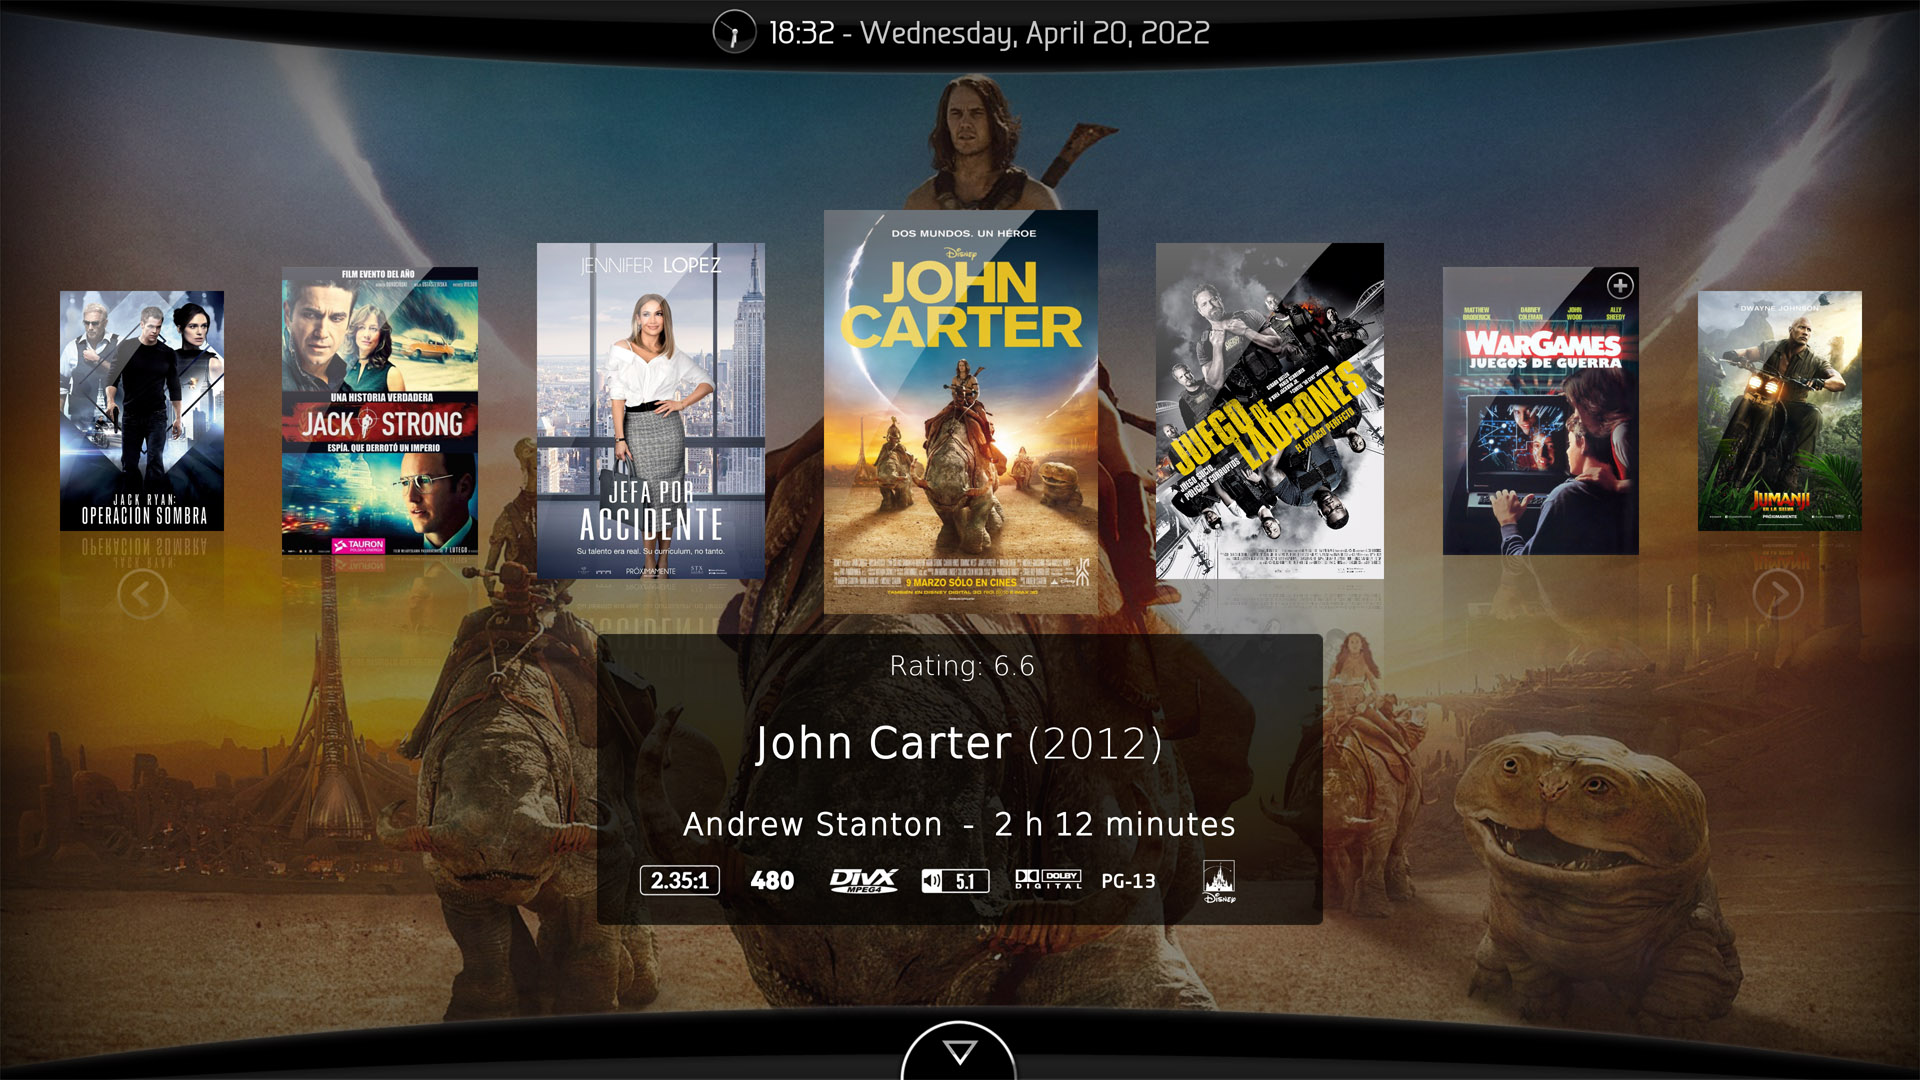 18:32 - Wednesday, April 20, 2022
JACK RYAN:
OPERACIÓN SOMBRA
FILM EVENTO DEL AÑO
UNA HISTORIA VERDADERA
JACK STRONG
ESPÍA. QUE DERROTÓ UN IMPERIO
TAURON
JENNIFER LOPEZ
JEFA POR
ACCIDENTE
Su talento era real. Su curriculum, no tanto.
PRÓXIMAMENTE
DOS MUNDOS. UN HÉROE
Disney
JOHN
CARTER
9 MARZO SÓLO EN CINES
JUEGO DE
LADRONES
EL ATRACO PERFECTO
JUEGO SUCIO,
POLICÍAS CORRUPTOS
MATTHEW BRODERICK
DABNEY COLEMAN
JOHN WOOD
ALLY SHEEDY
WARGAMES
JUEGOS DE GUERRA
DWAYNE JOHNSON
JUMANJI
EN LA SELVA
PRÓXIMAMENTE
Rating: 6.6
John Carter (2012)
Andrew Stanton - 2 h 12 minutes
2.35:1 480 DivX MPEG4 5.1 DOLBY DIGITAL PG-13 Disney